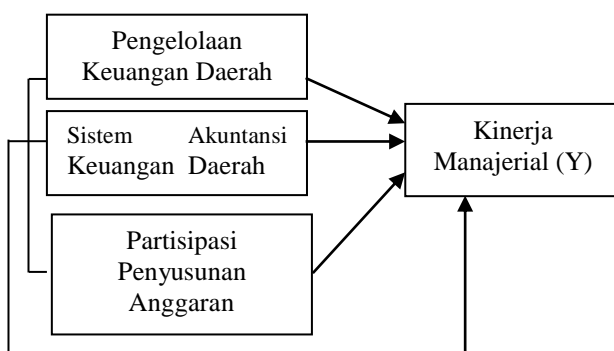 Pengelolaan
Keuangan Daerah
Sistem Akuntansi
Keuangan Daerah
Partisipasi
Penyusunan
Anggaran
Kinerja
Manajerial (Y)